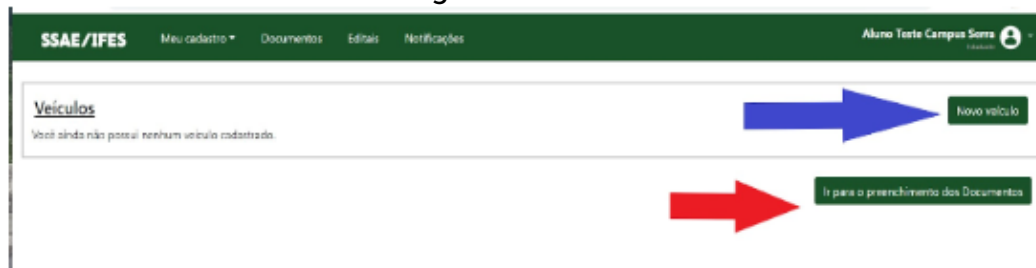 SSAE/IFES Meu cadastro Documentos Editais Notificações Aluno Teste Campus Serra
Veículos
Novo veículo
Você ainda não possui nenhum veículo cadastrado.
Ir para o preenchimento dos Documentos